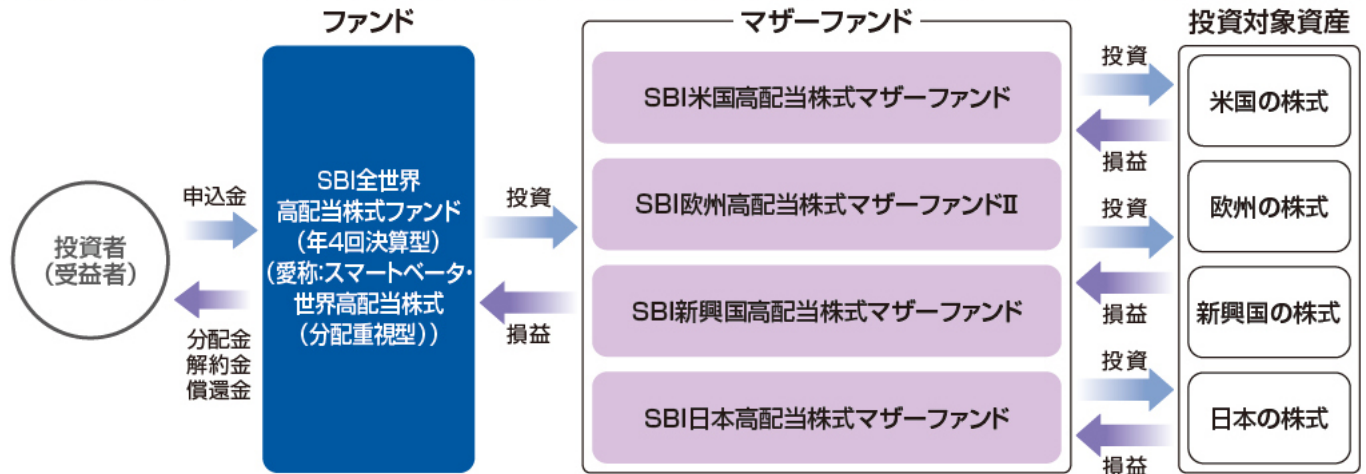 ファンド
マザーファンド
投資対象資産
投資者
(受益者)
申込金
分配金
解約金
償還金
SBI全世界
高配当株式ファンド
(年4回決算型)
(愛称:スマートベータ・
世界高配当株式
(分配重視型))
投資
損益
SBI米国高配当株式マザーファンド
SBI欧州高配当株式マザーファンドⅡ
SBI新興国高配当株式マザーファンド
SBI日本高配当株式マザーファンド
投資
損益
投資
損益
投資
損益
米国の株式
欧州の株式
新興国の株式
日本の株式